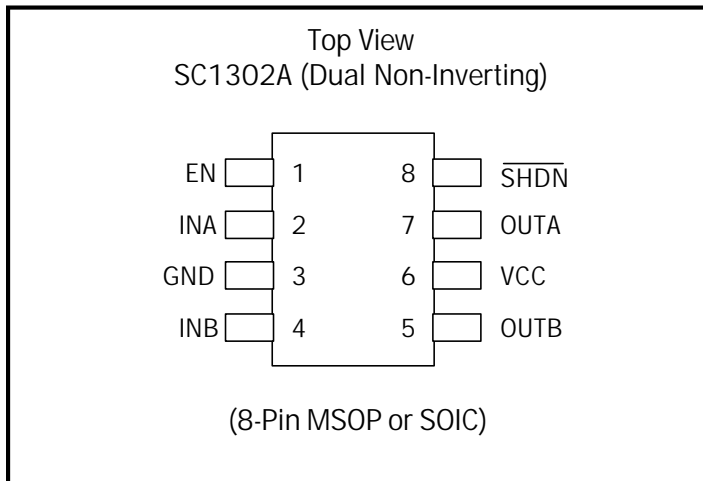 Top View
SC1302A (Dual Non-Inverting)
EN 1 8 SHDN
INA 2 7 OUTA
GND 3 6 VCC
INB 4 5 OUTB
(8-Pin MSOP or SOIC)